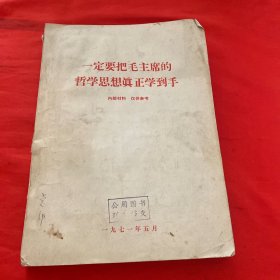 一定要把毛主席的
哲学思想真正学到手
内部材料 仅供参考
公用图书
一九七一年五月